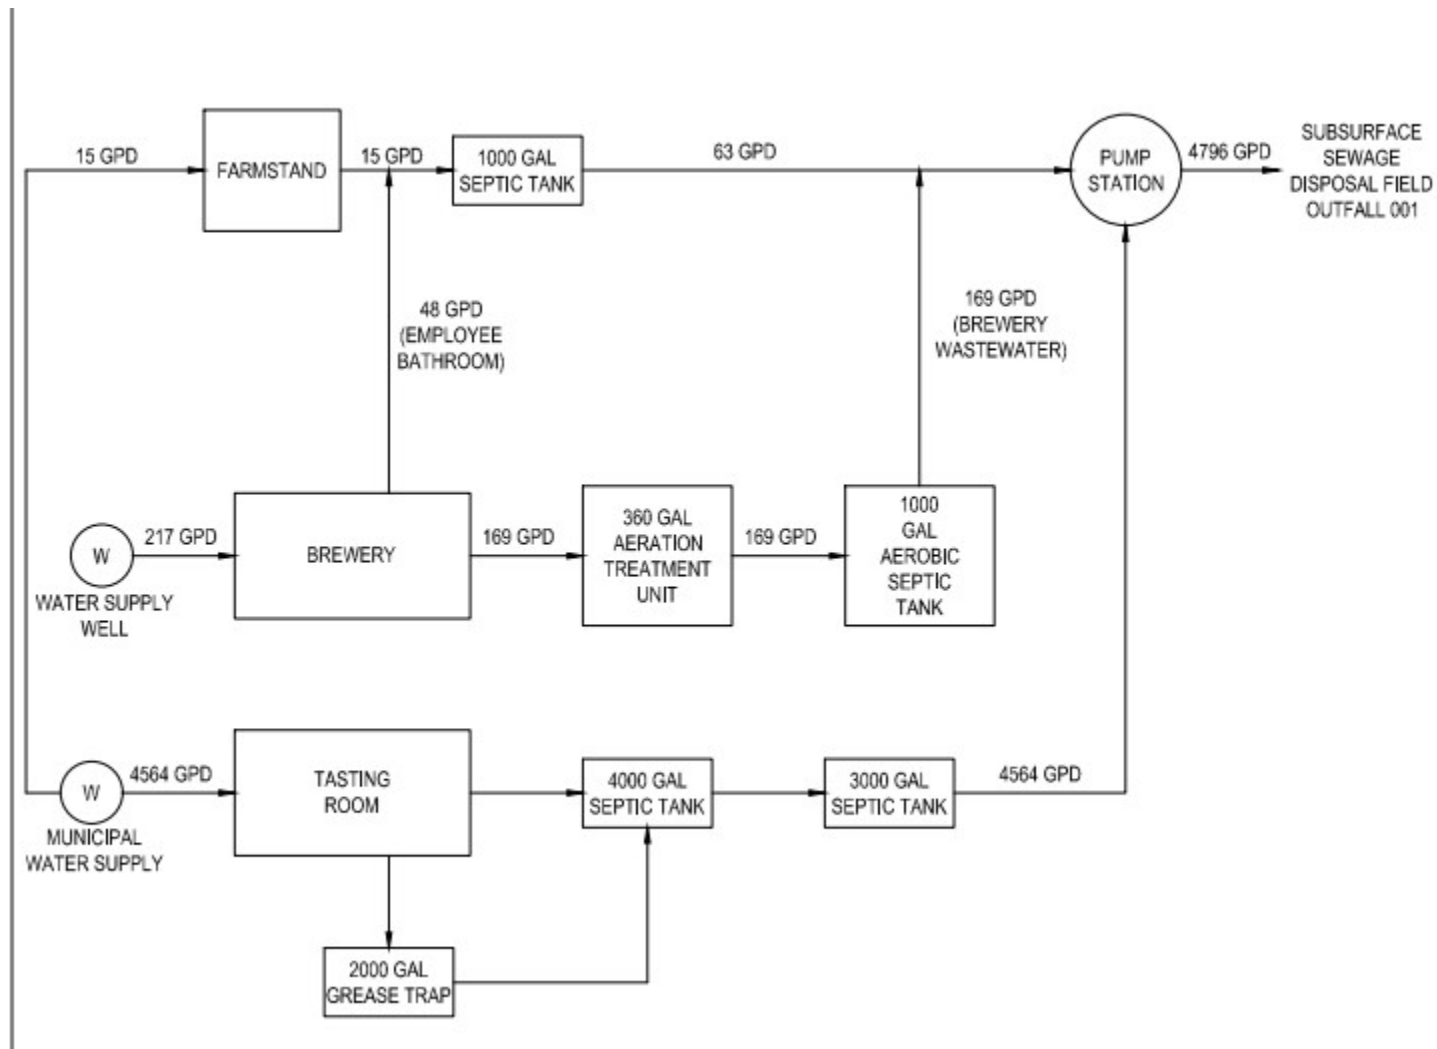 15 GPD
FARMSTAND
15 GPD
1000 GAL
SEPTIC TANK
63 GPD
PUMP
STATION
4796 GPD
SUBSURFACE
SEWAGE
DISPOSAL FIELD
OUTFALL 001
48 GPD
(EMPLOYEE
BATHROOM)
169 GPD
(BREWERY
WASTEWATER)
W
WATER SUPPLY
WELL
217 GPD
BREWERY
169 GPD
360 GAL
AERATION
TREATMENT
UNIT
169 GPD
1000
GAL
AEROBIC
SEPTIC
TANK
W
MUNICIPAL
WATER SUPPLY
4564 GPD
TASTING
ROOM
4000 GAL
SEPTIC TANK
3000 GAL
SEPTIC TANK
4564 GPD
2000 GAL
GREASE TRAP